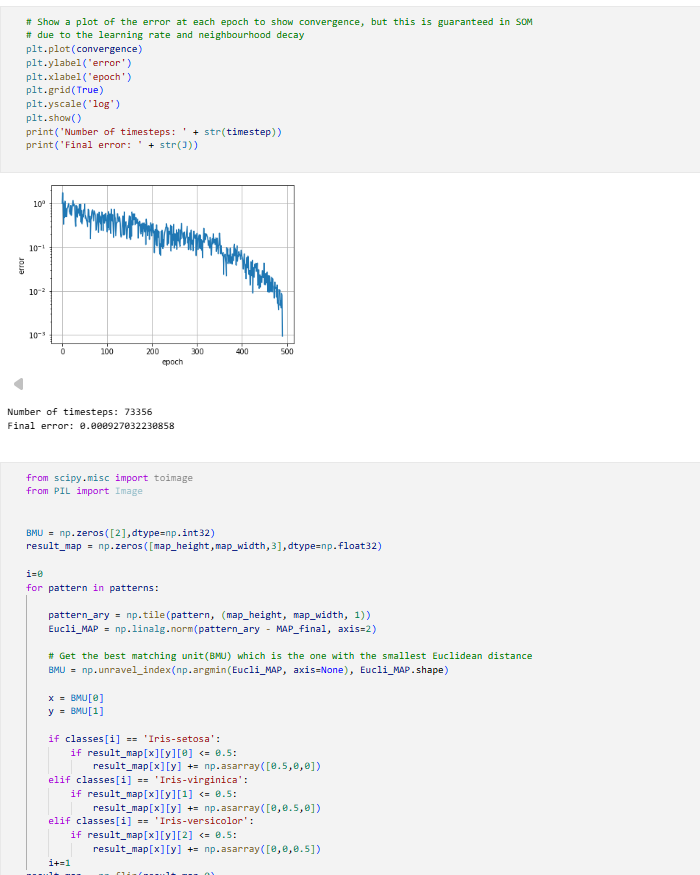 # Show a plot of the error at each epoch to show convergence, but this is guaranteed in SOM
# due to the learning rate and neighbourhood decay
plt.plot(convergence)
plt.ylabel('error')
plt.xlabel('epoch')
plt.grid(True)
plt.yscale('log')
plt.show()
print('Number of timesteps: ' + str(timestep))
print('Final error: ' + str(J))
10⁰
10⁻¹
10⁻²
10⁻³
error
0 100 200 300 400 500
epoch
Number of timesteps: 73356
Final error: 0.000927032230858
from scipy.misc import toimage
from PIL import Image
BMU = np.zeros([2],dtype=np.int32)
result_map = np.zeros([map_height,map_width,3],dtype=np.float32)
i=0
for pattern in patterns:
pattern_ary = np.tile(pattern, (map_height, map_width, 1))
Eucli_MAP = np.linalg.norm(pattern_ary - MAP_final, axis=2)
# Get the best matching unit(BMU) which is the one with the smallest Euclidean distance
BMU = np.unravel_index(np.argmin(Eucli_MAP, axis=None), Eucli_MAP.shape)
x = BMU[0]
y = BMU[1]
if classes[i] == 'Iris-setosa':
if result_map[x][y][0] <= 0.5:
result_map[x][y] += np.asarray([0.5,0,0])
elif classes[i] == 'Iris-virginica':
if result_map[x][y][1] <= 0.5:
result_map[x][y] += np.asarray([0,0.5,0])
elif classes[i] == 'Iris-versicolor':
if result_map[x][y][2] <= 0.5:
result_map[x][y] += np.asarray([0,0,0.5])
i+=1